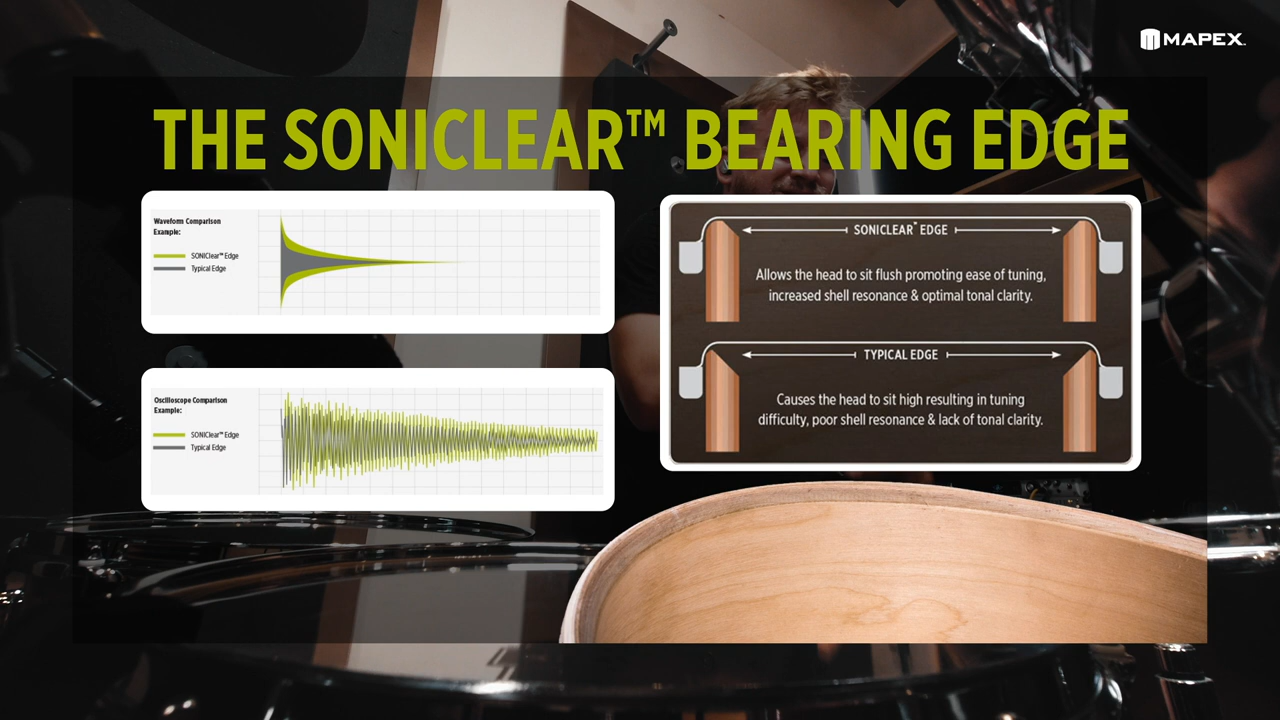 MAPEX
THE SONICLEAR™ BEARING EDGE
Waveform Comparison
Example:
SONIClear™ Edge
Typical Edge
Oscilloscope Comparison
Example:
SONIClear™ Edge
Typical Edge
SONICLEAR™ EDGE
Allows the head to sit flush promoting ease of tuning,
increased shell resonance & optimal tonal clarity.
TYPICAL EDGE
Causes the head to sit high resulting in tuning
difficulty, poor shell resonance & lack of tonal clarity.